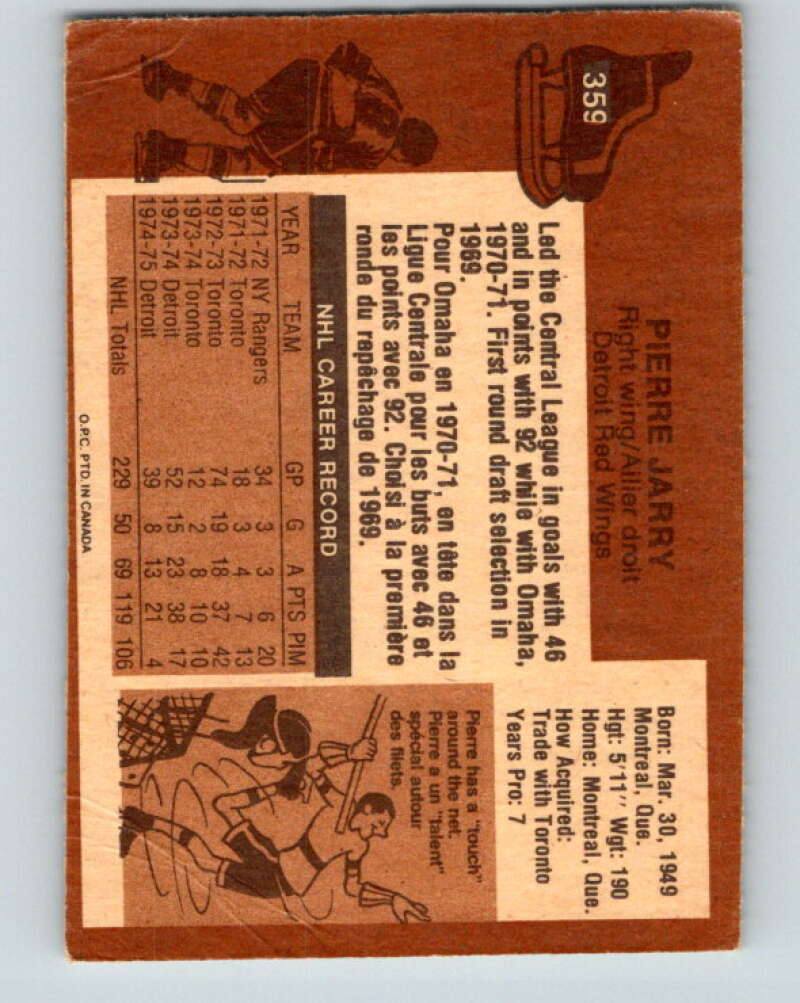 359
PIERRE JARRY
Right wing/Ailier droit
Detroit Red Wings
Led the Central League in goals with 46
and in points with 92 while with Omaha,
1970-71. First round draft selection in
1969.
Pour Omaha en 1970-71, en tête dans la
Ligue Centrale pour les buts avec 46 et
les points avec 92. Choisi à la première
ronde du repêchage de 1969.
Born: Mar. 30, 1949
Montreal, Que.
Hgt: 5'11'' Wgt: 190
Home: Montreal, Que.
How Acquired:
Trade with Toronto
Years Pro: 7
NHL CAREER RECORD
YEAR TEAM GP G A PTS PIM
1971-72 NY Rangers 34 3 3 6 20
1971-72 Toronto 18 3 4 7 13
1972-73 Toronto 74 19 18 37 42
1973-74 Toronto 12 2 8 10 10
1973-74 Detroit 52 15 23 38 17
1974-75 Detroit 39 8 13 21 4
NHL Totals 229 50 69 119 106
Pierre has a "touch"
around the net.
Pierre a un "talent"
spécial autour
des filets.
O.P.C. PTD. IN CANADA